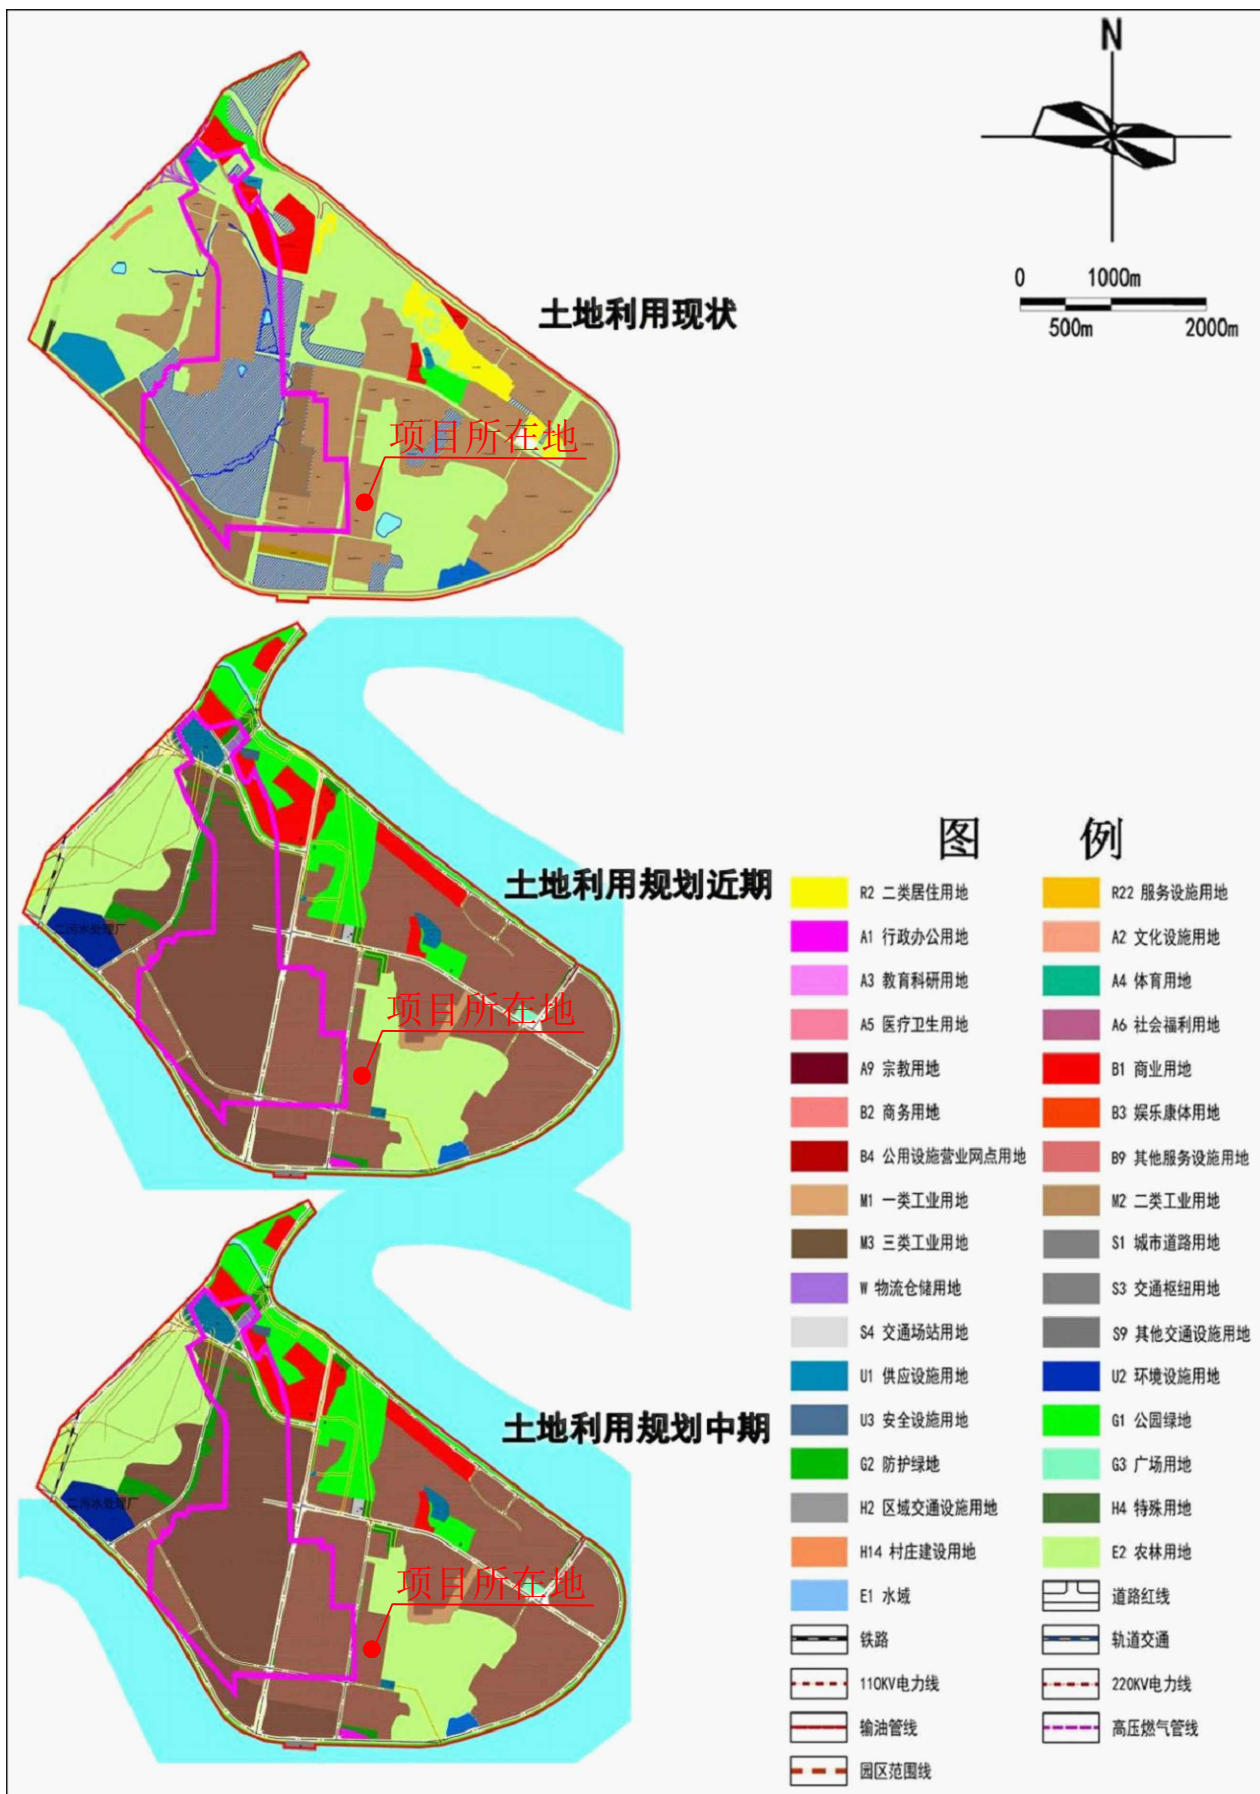 N
0 1000m
500m 2000m
土地利用现状
项目所在地
土地利用规划近期
二污水处理厂
项目所在地
土地利用规划中期
二污水处理厂
项目所在地
图 例
R2 二类居住用地
R22 服务设施用地
A1 行政办公用地
A2 文化设施用地
A3 教育科研用地
A4 体育用地
A5 医疗卫生用地
A6 社会福利用地
A9 宗教用地
B1 商业用地
B2 商务用地
B3 娱乐康体用地
B4 公用设施营业网点用地
B9 其他服务设施用地
M1 一类工业用地
M2 二类工业用地
M3 三类工业用地
S1 城市道路用地
W 物流仓储用地
S3 交通枢纽用地
S4 交通场站用地
S9 其他交通设施用地
U1 供应设施用地
U2 环境设施用地
U3 安全设施用地
G1 公园绿地
G2 防护绿地
G3 广场用地
H2 区域交通设施用地
H4 特殊用地
H14 村庄建设用地
E2 农林用地
E1 水域
道路红线
铁路
轨道交通
110KV电力线
220KV电力线
输油管线
高压燃气管线
园区范围线